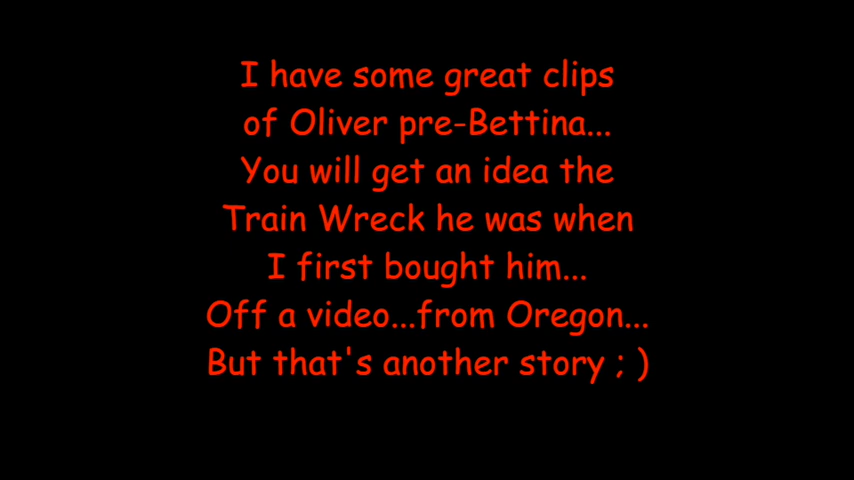 I have some great clips
of Oliver pre-Bettina...
You will get an idea the
Train Wreck he was when
I first bought him...
Off a video...from Oregon...
But that's another story ; )